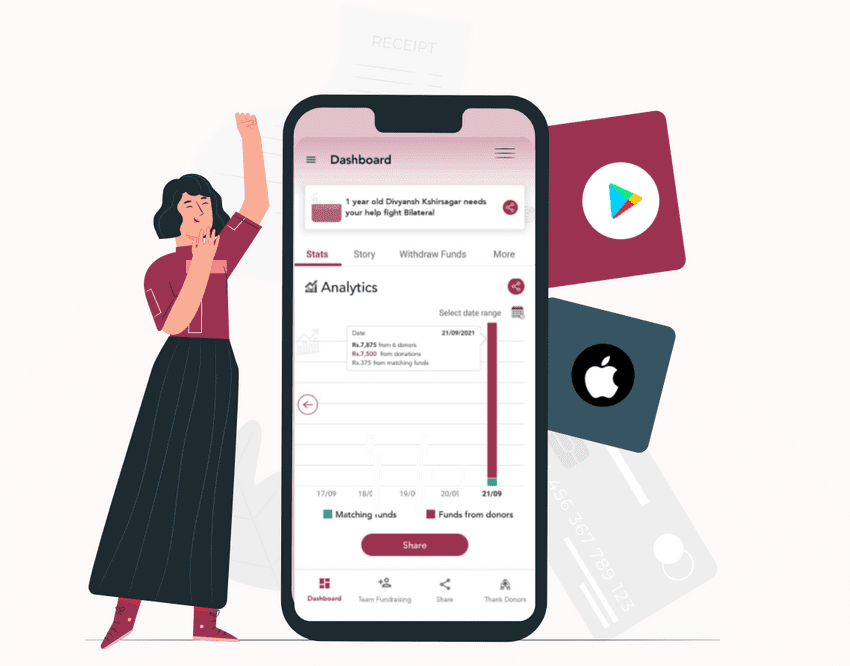 RECEIPT
Dashboard
1 year old Divyansh Kshirsagar needs
your help fight Bilateral
Stats Story Withdraw Funds More
Analytics
Select date range
Date 21/09/2021
Rs.7,875 from 6 donors
Rs.7,500 from donations
Rs.375 from matching funds
17/09 18/0 19/0 20/0 21/09
Matching funds Funds from donors
Share
Dashboard Team Fundraising Share Thank Donors
456 367 789 123